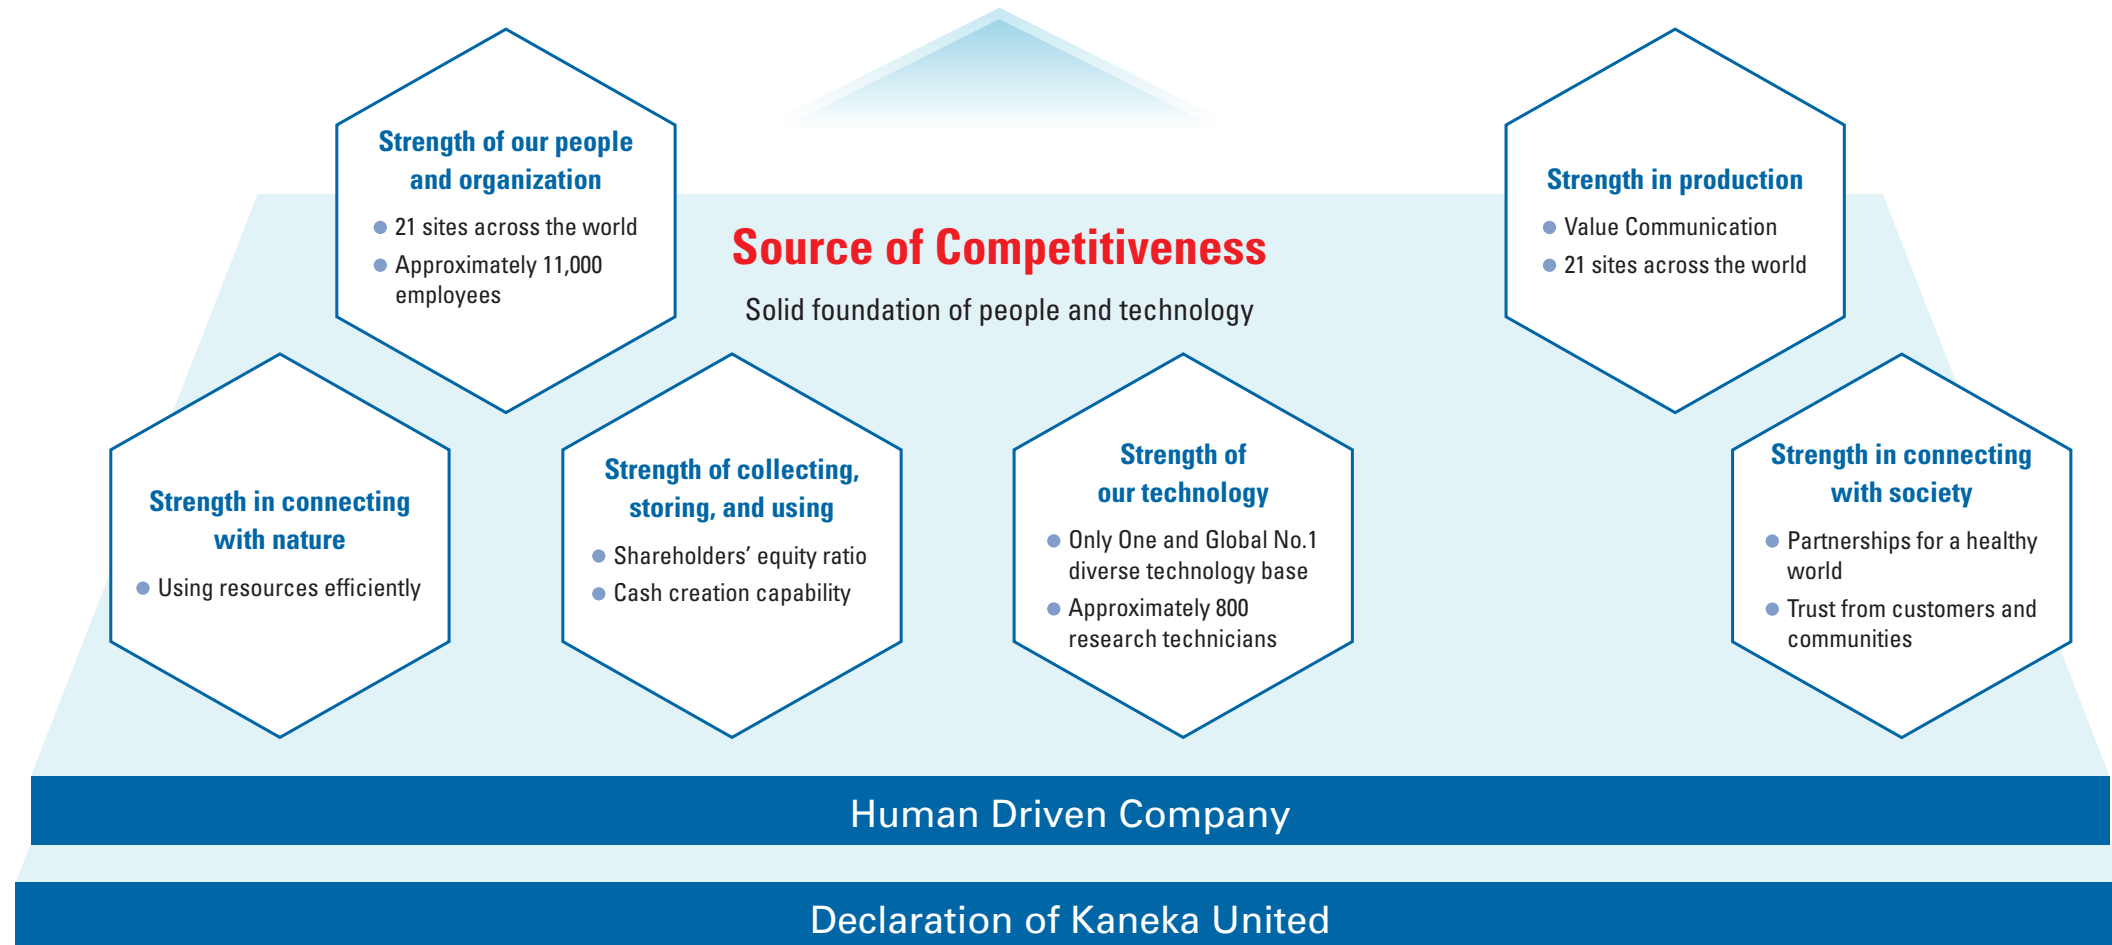 Strength of our people
and organization
● 21 sites across the world
● Approximately 11,000
employees
Source of Competitiveness
Solid foundation of people and technology
Strength in production
● Value Communication
● 21 sites across the world
Strength in connecting
with nature
● Using resources efficiently
Strength of collecting,
storing, and using
● Shareholders’ equity ratio
● Cash creation capability
Strength of
our technology
● Only One and Global No.1
diverse technology base
● Approximately 800
research technicians
Strength in connecting
with society
● Partnerships for a healthy
world
● Trust from customers and
communities
Human Driven Company
Declaration of Kaneka United